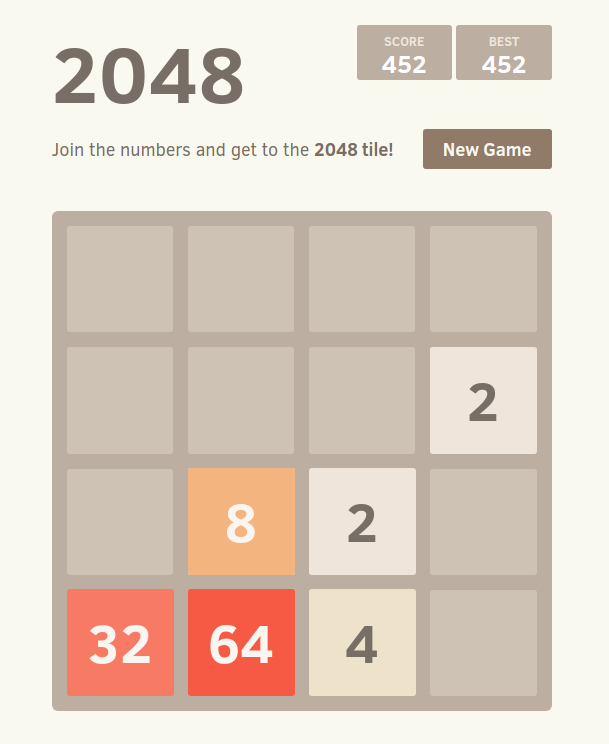 2048
SCORE
452
BEST
452
Join the numbers and get to the 2048 tile!
New Game
2
8 2
32 64 4